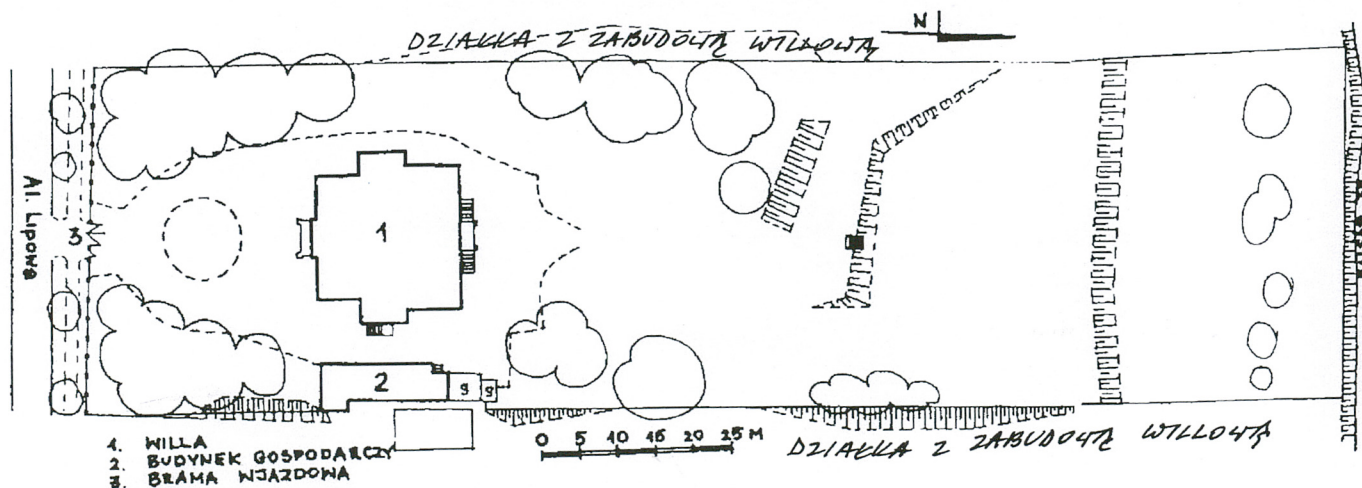 N
DZIAŁKA Z ZABUDOWĄ WILLOWĄ
Al. Lipowa
3
1
2
g
g
0 5 10 15 20 25 M
DZIAŁKA Z ZABUDOWĄ WILLOWĄ
1. WILLA
2. BUDYNEK GOSPODARCZY
3. BRAMA WJAZDOWA